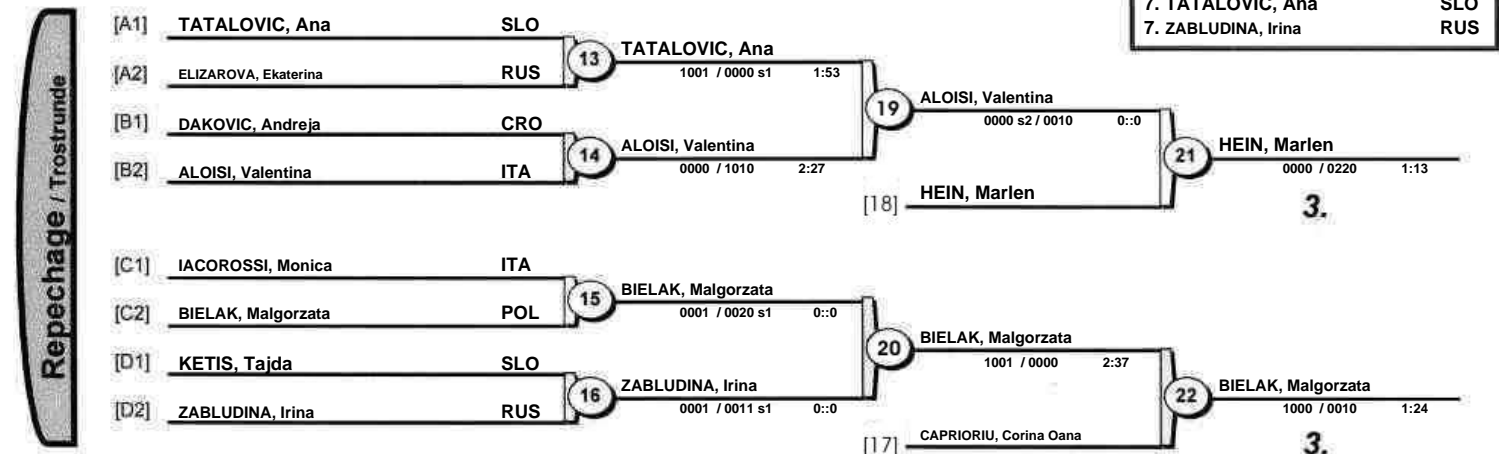 7. TATALOVIC, Ana SLO
7. ZABLUDINA, Irina RUS
Repechage / Trostrunde
[A1] TATALOVIC, Ana SLO
[A2] ELIZAROVA, Ekaterina RUS
13
TATALOVIC, Ana
1001 / 0000 s1 1:53
[B1] DAKOVIC, Andreja CRO
[B2] ALOISI, Valentina ITA
14
ALOISI, Valentina
0000 / 1010 2:27
19
ALOISI, Valentina
0000 s2 / 0010 0::0
[18] HEIN, Marlen
21
HEIN, Marlen
0000 / 0220 1:13
3.
[C1] IACOROSSI, Monica ITA
[C2] BIELAK, Malgorzata POL
15
BIELAK, Malgorzata
0001 / 0020 s1 0::0
[D1] KETIS, Tajda SLO
[D2] ZABLUDINA, Irina RUS
16
ZABLUDINA, Irina
0001 / 0011 s1 0::0
20
BIELAK, Malgorzata
1001 / 0000 2:37
[17] CAPRIORIU, Corina Oana
22
BIELAK, Malgorzata
1000 / 0010 1:24
3.